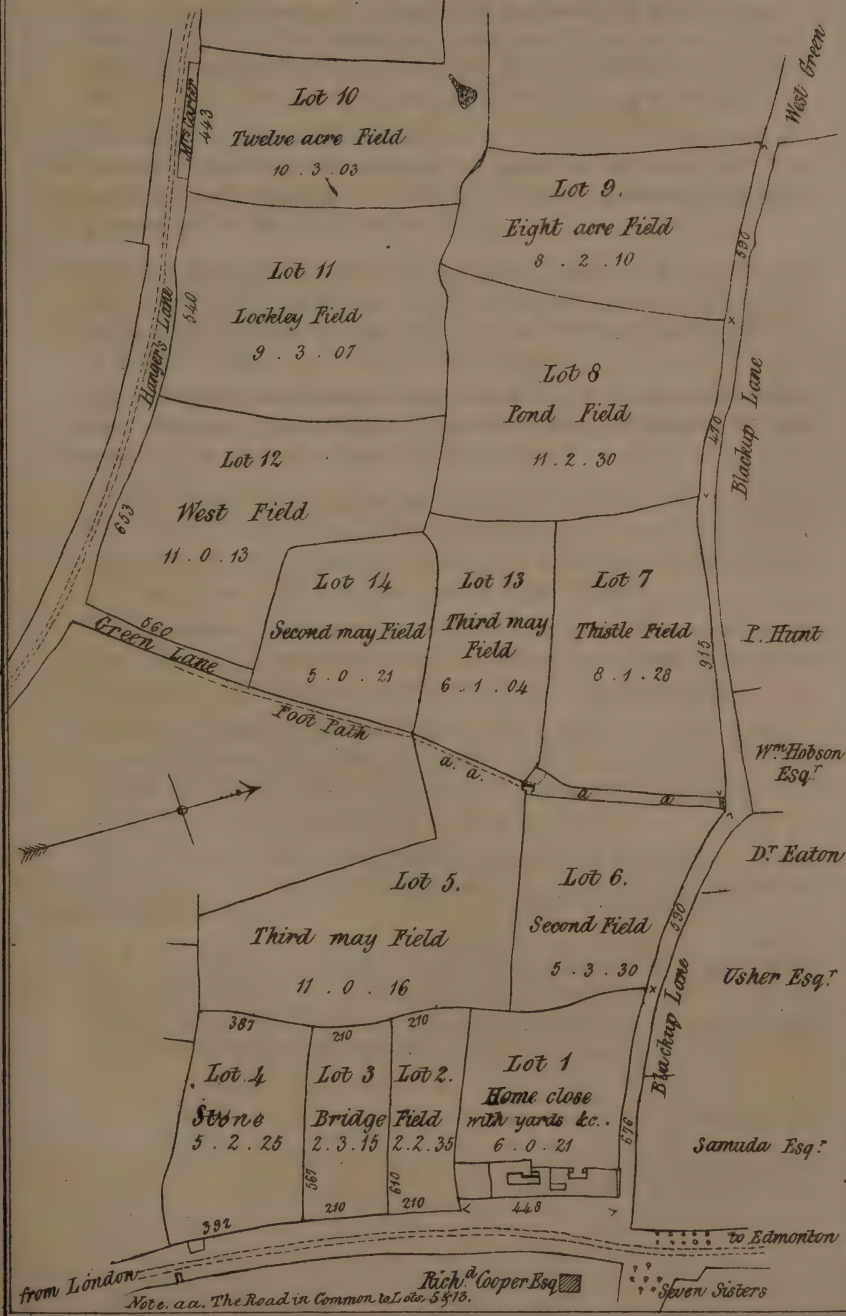 West Green
Mrs Carter
443
Lot 10
Twelve acre Field
10 . 3 . 03
Lot 9.
Eight acre Field
8 . 2 . 10
590
Lot 11
Lockley Field
9 . 3 . 07
Hanger's Lane
540
Lot 8
Pond Field
11 . 2 . 30
470
Blackup Lane
Lot 12
West Field
11 . 0 . 13
653
560
Green Lane
Lot 14
Second may Field
5 . 0 . 21
Lot 13
Third may
Field
6 . 1 . 04
Lot 7
Thistle Field
8 . 1 . 28
915
P. Hunt
Wm Hobson
Esqr
Foot Path
a. a.
a a
Dr Eaton
Lot 5.
Third may Field
11 . 0 . 16
Lot 6.
Second Field
5 . 3 . 30
590
Usher Esqr
Blackup Lane
387
210
210
Lot 4
Stone
5 . 2 . 25
Lot 3
Bridge
2.3.15
Lot 2.
Field
2.2.35
Lot 1
Home close
with yards &c..
6 . 0 . 21
676
Samuda Esqr
567
610
210
210
448
392
to Edmonton
from London
Richd Cooper Esq
Seven Sisters
Note. aa. The Road in Common to Lots. 5 & 13.